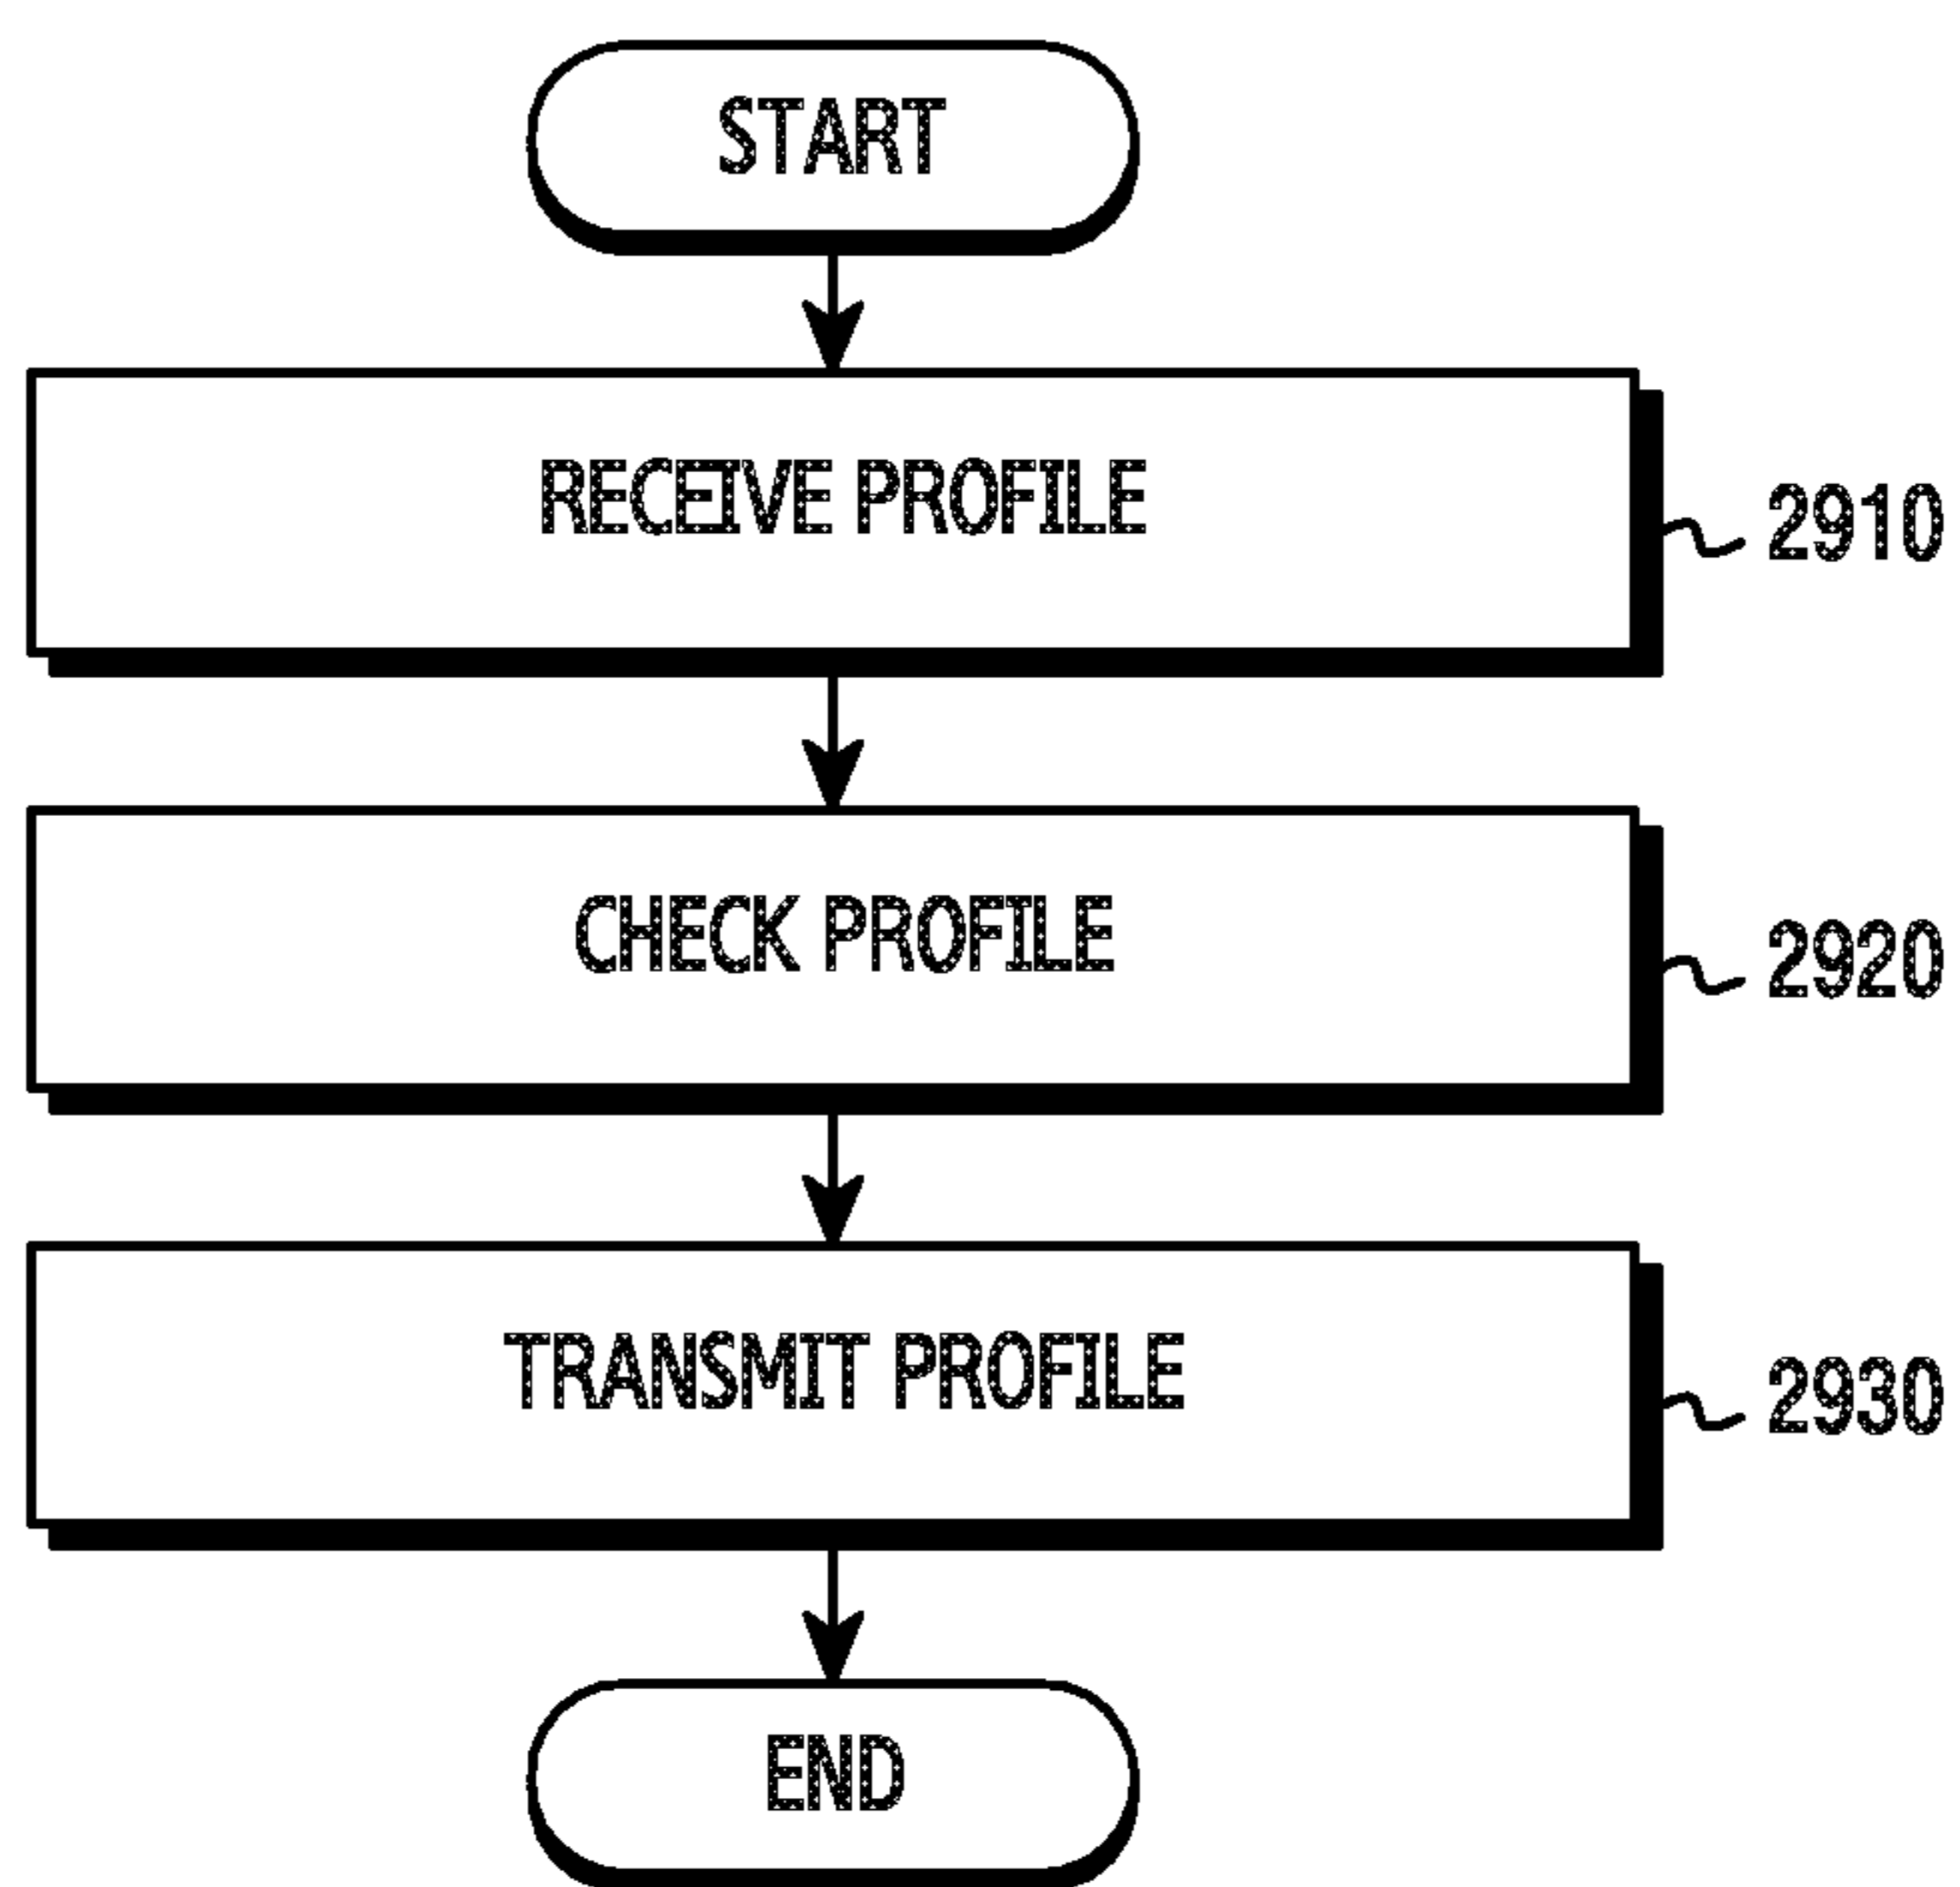 START
RECEIVE PROFILE
2910
CHECK PROFILE
2920
TRANSMIT PROFILE
2930
END